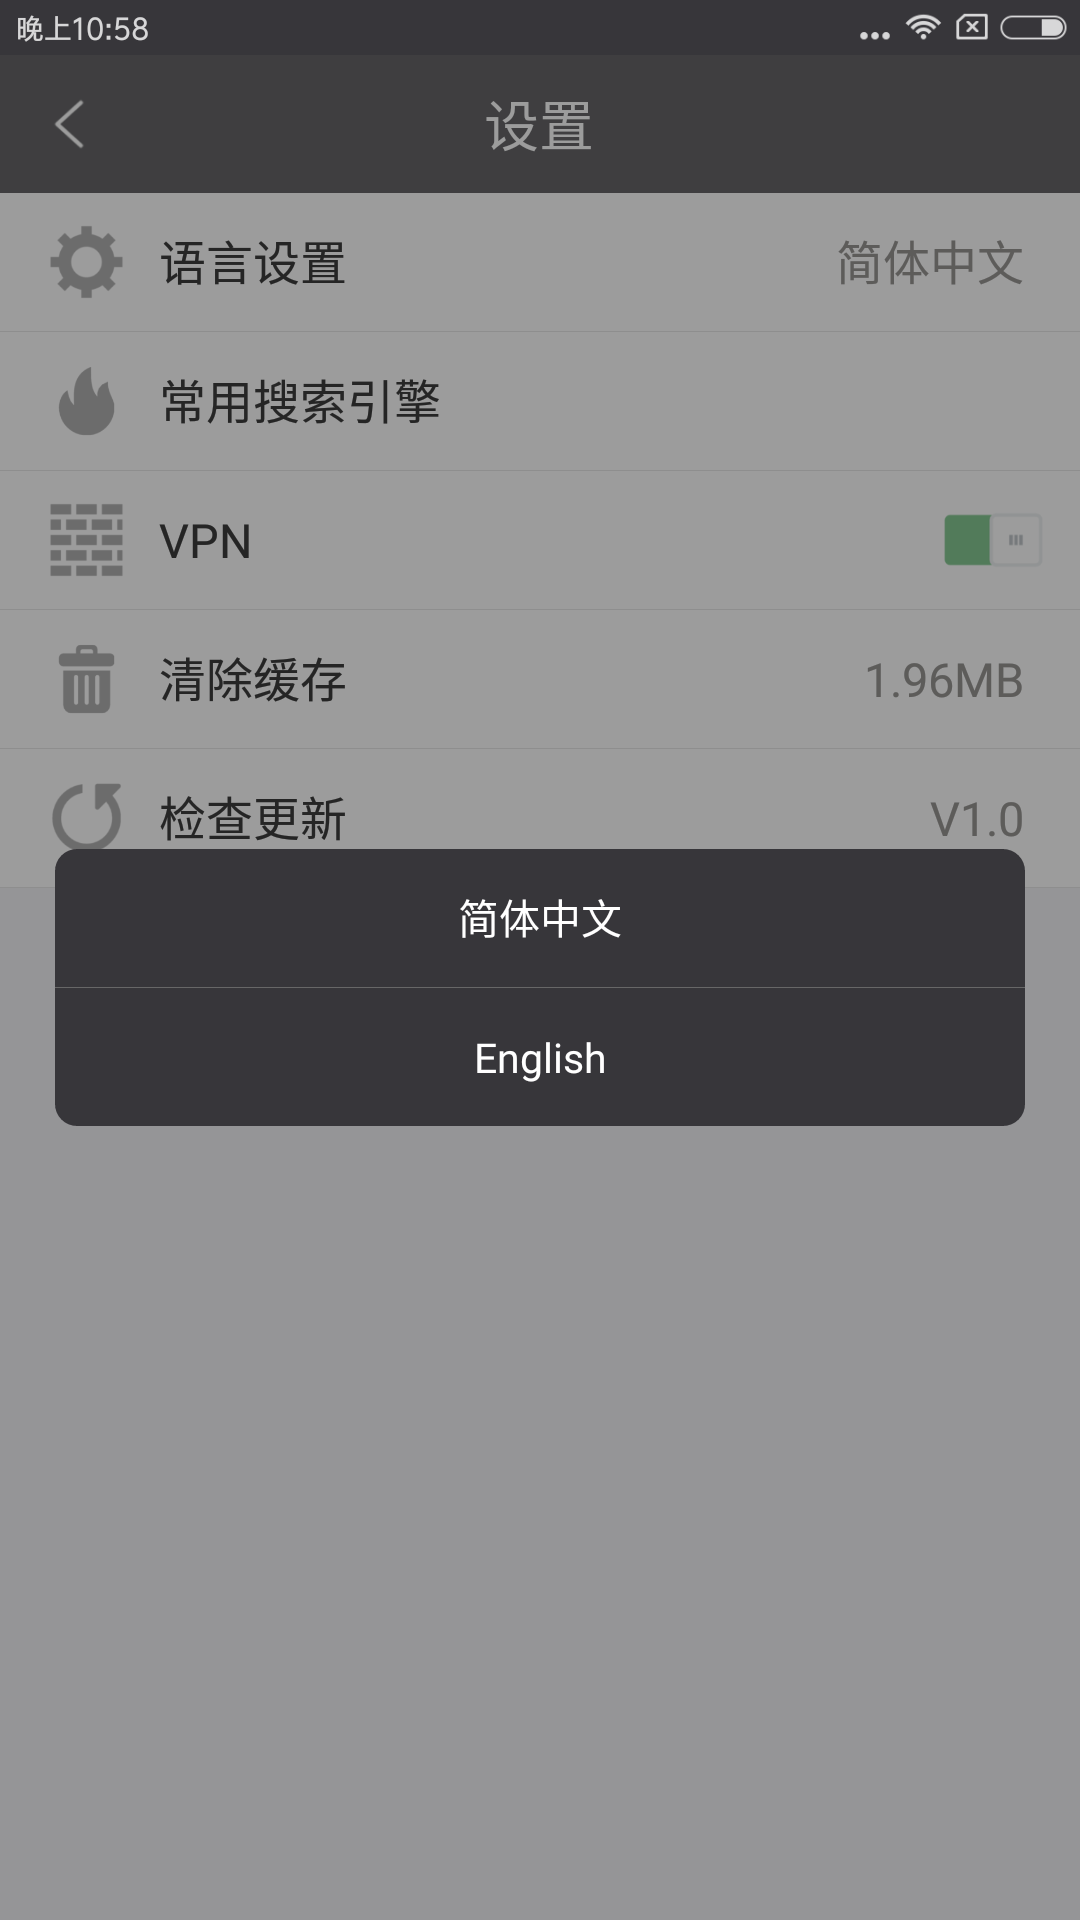 晚上10:58
设置
语言设置 简体中文
常用搜索引擎
VPN
清除缓存 1.96MB
检查更新 V1.0
简体中文
English